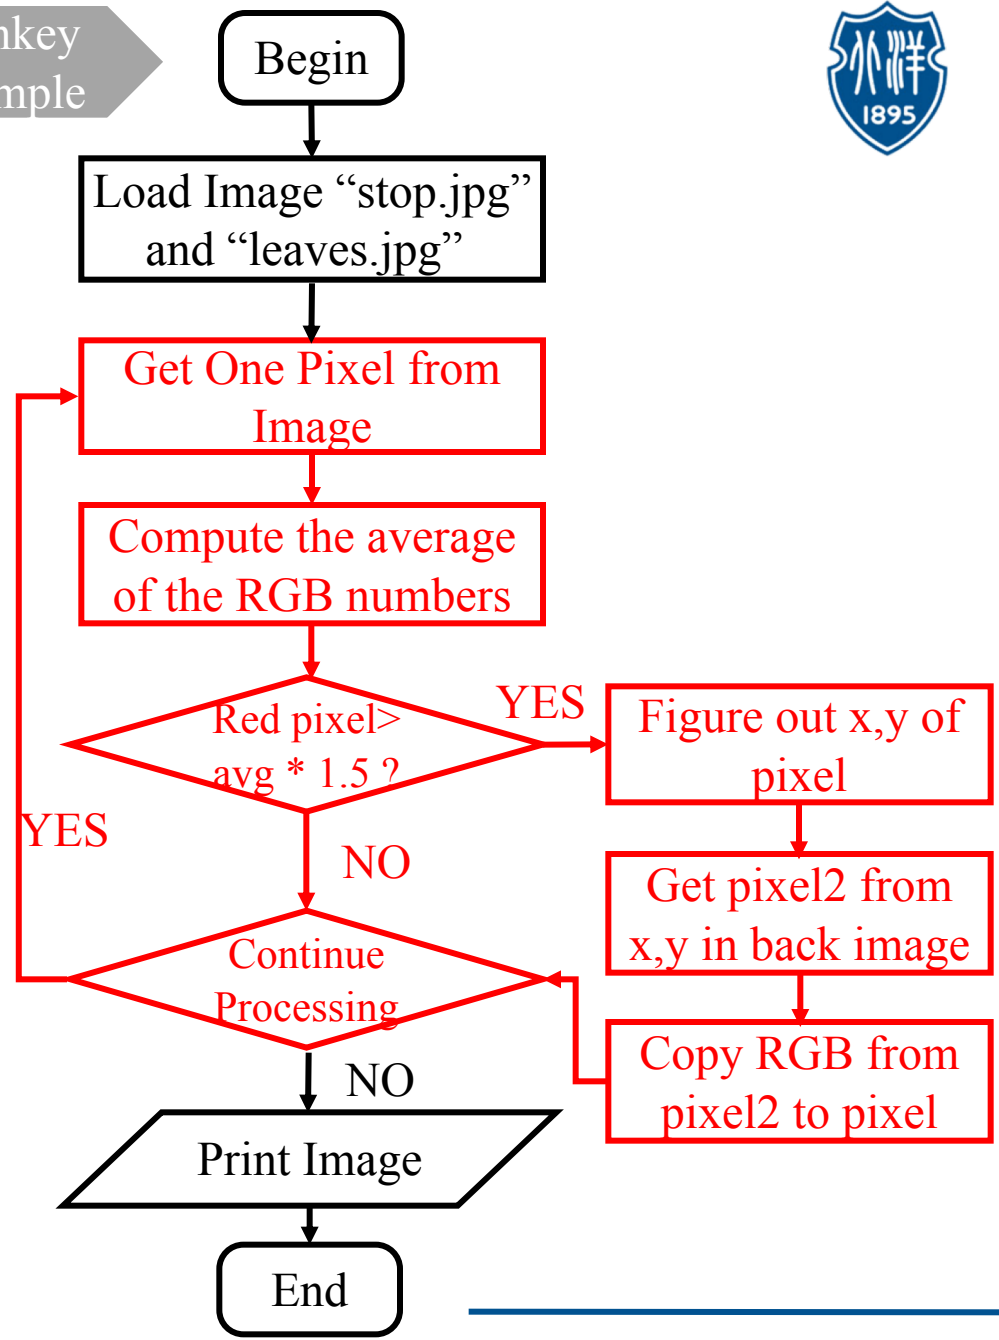 Begin
北洋
1895
Load Image “stop.jpg”
and “leaves.jpg”
Get One Pixel from
Image
Compute the average
of the RGB numbers
Red pixel>
avg * 1.5 ?
YES
Figure out x,y of
pixel
YES
NO
Get pixel2 from
x,y in back image
Continue
Processing
Copy RGB from
pixel2 to pixel
NO
Print Image
End